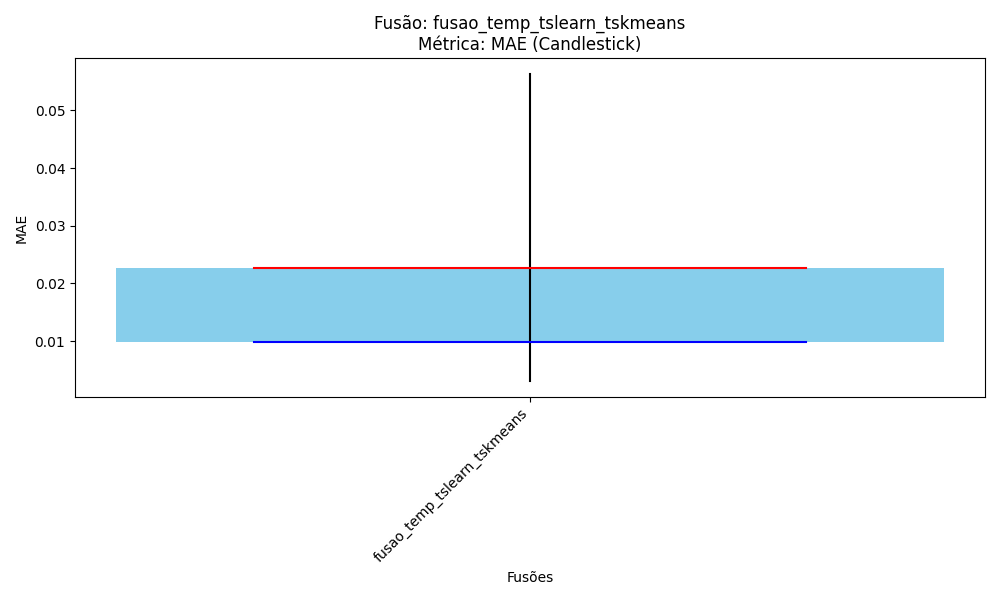 Fusão: fusao_temp_tslearn_tskmeans
Métrica: MAE (Candlestick)
0.05
0.04
0.03
0.02
0.01
MAE
fusao_temp_tslearn_tskmeans
Fusões